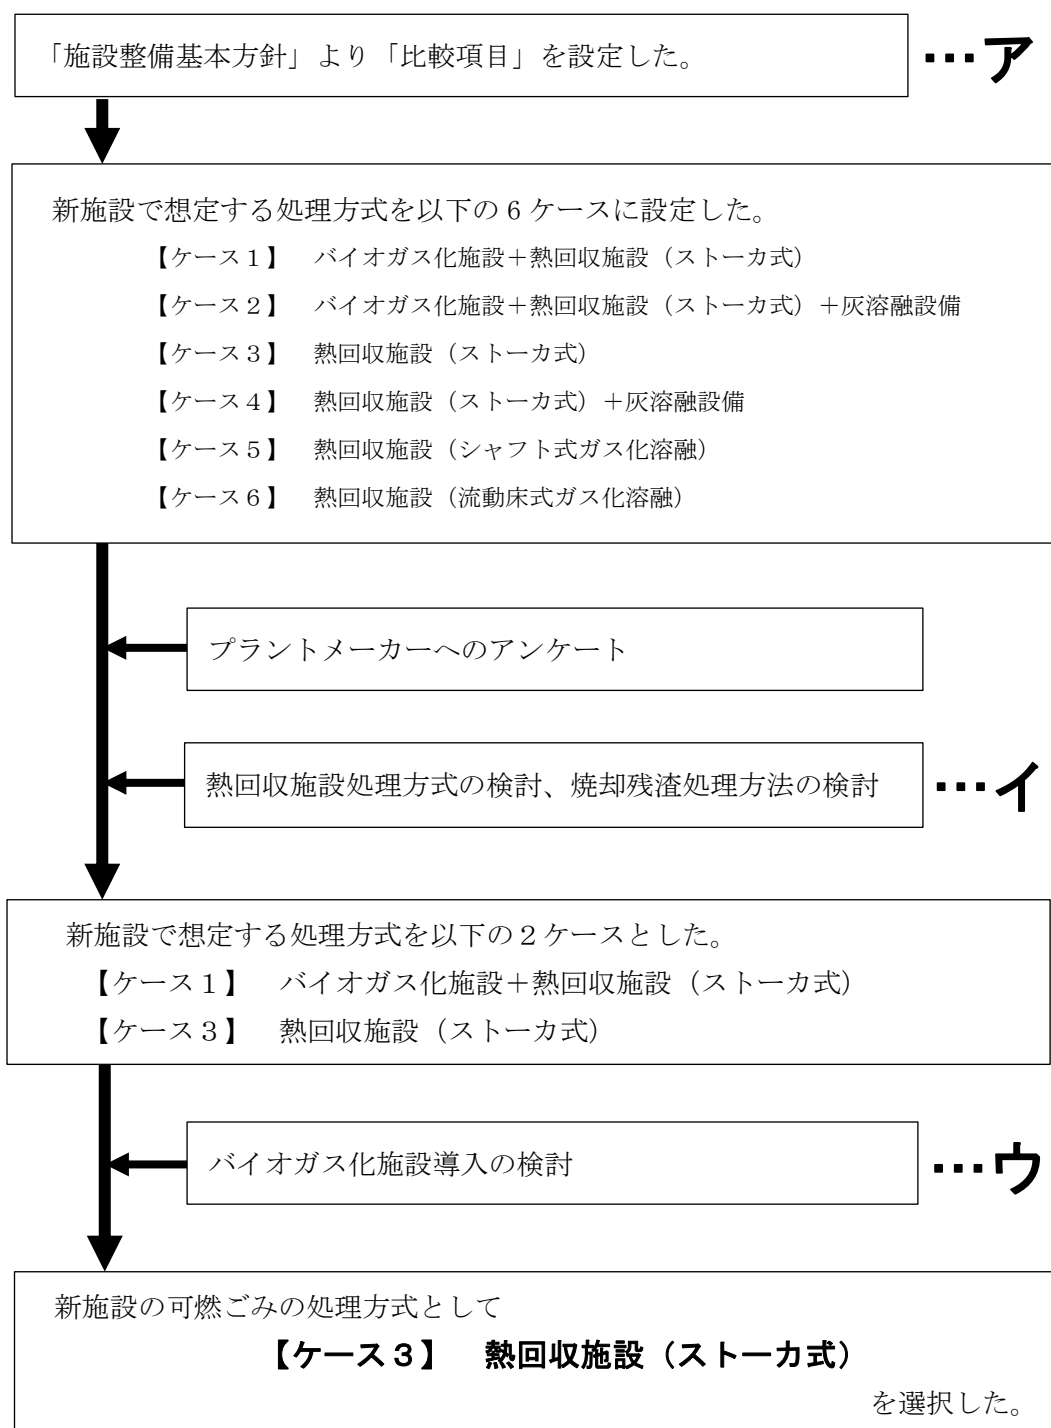 「施設整備基本方針」より「比較項目」を設定した。
…ア
新施設で想定する処理方式を以下の 6 ケースに設定した。
【ケース１】　バイオガス化施設＋熱回収施設（ストーカ式）
【ケース２】　バイオガス化施設＋熱回収施設（ストーカ式）＋灰溶融設備
【ケース３】　熱回収施設（ストーカ式）
【ケース４】　熱回収施設（ストーカ式）＋灰溶融設備
【ケース５】　熱回収施設（シャフト式ガス化溶融）
【ケース６】　熱回収施設（流動床式ガス化溶融）
プラントメーカーへのアンケート
熱回収施設処理方式の検討、焼却残渣処理方法の検討
…イ
新施設で想定する処理方式を以下の２ケースとした。
【ケース１】　バイオガス化施設＋熱回収施設（ストーカ式）
【ケース３】　熱回収施設（ストーカ式）
バイオガス化施設導入の検討
…ウ
新施設の可燃ごみの処理方式として
【ケース３】　熱回収施設（ストーカ式）
を選択した。